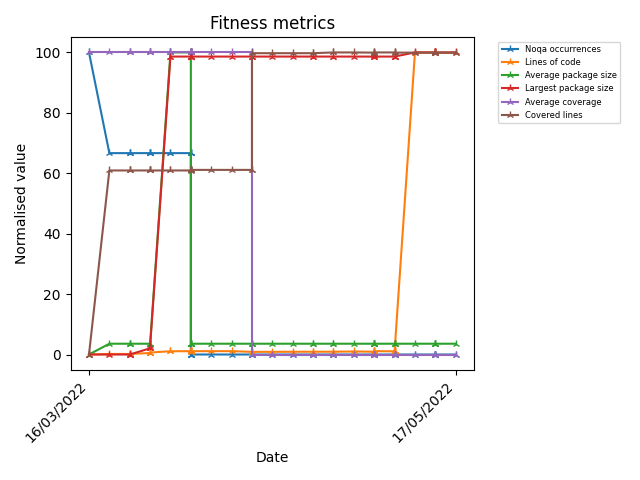 Fitness metrics
Noqa occurrences
Lines of code
Average package size
Largest package size
Average coverage
Covered lines
Normalised value
100
80
60
40
20
0
16/03/2022
17/05/2022
Date